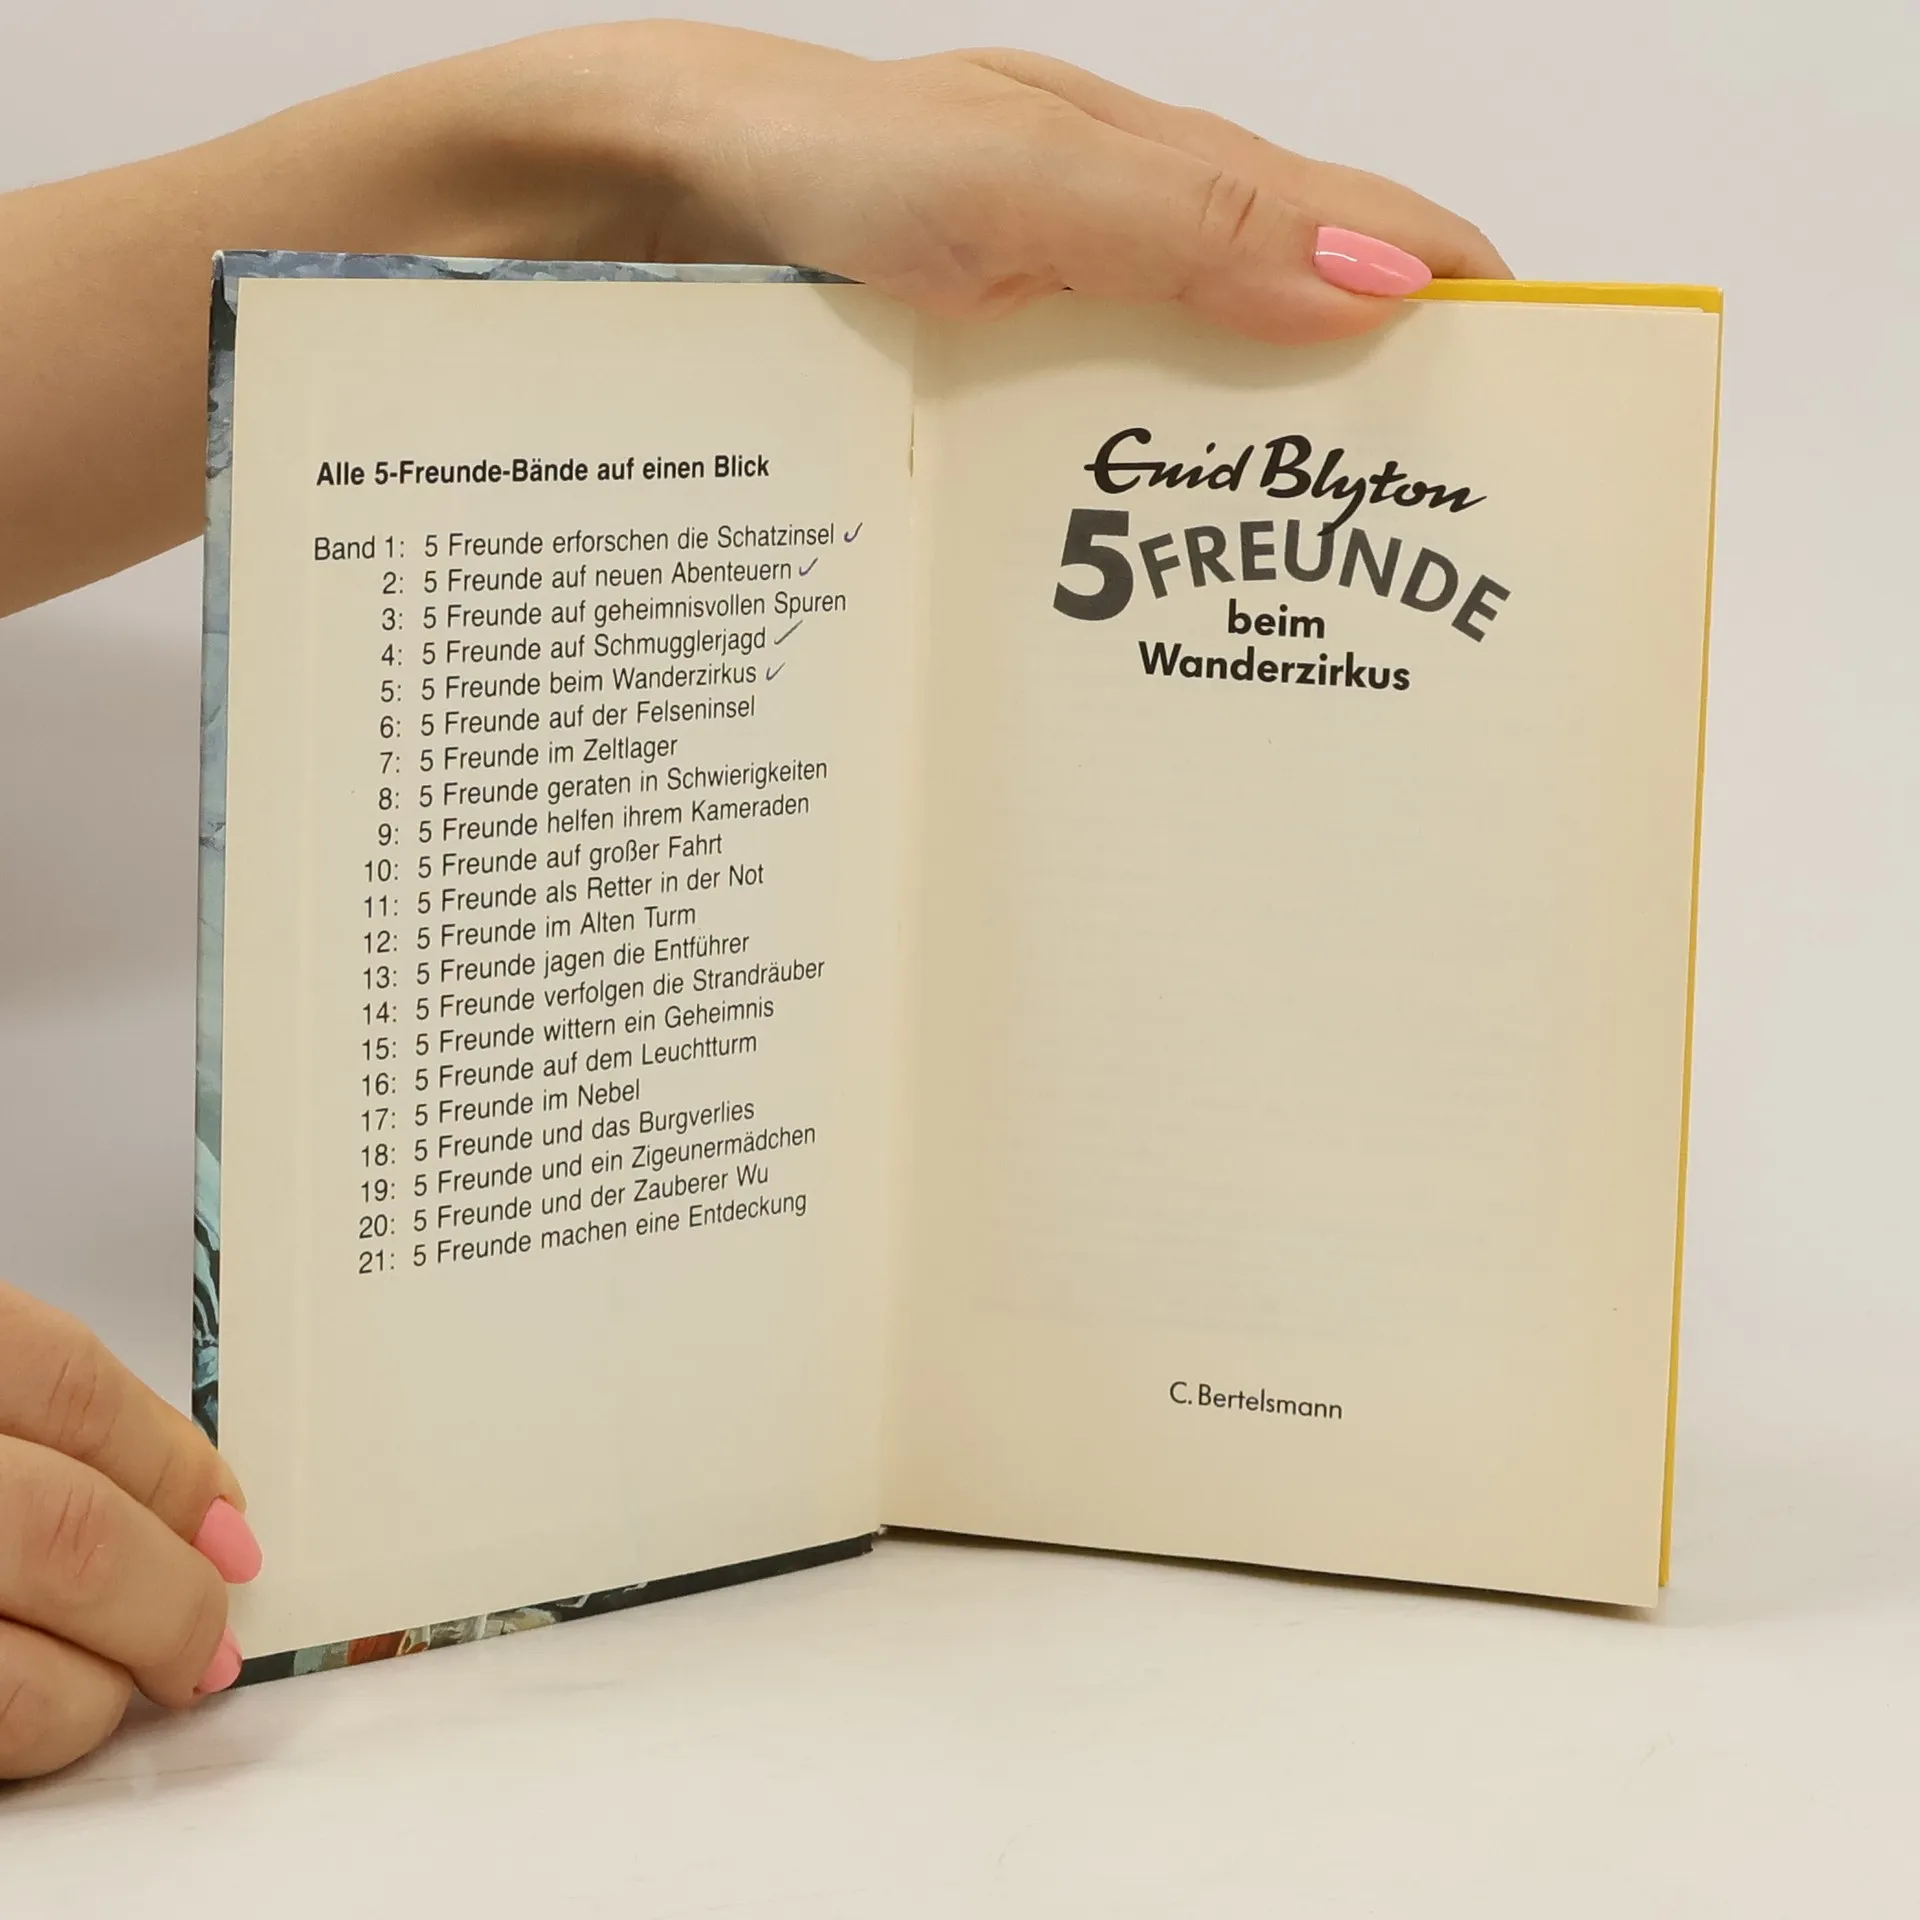 Alle 5-Freunde-Bände auf einen Blick
Band 1: 5 Freunde erforschen die Schatzinsel ✓
2: 5 Freunde auf neuen Abenteuern ✓
3: 5 Freunde auf geheimnisvollen Spuren
4: 5 Freunde auf Schmugglerjagd ✓
5: 5 Freunde beim Wanderzirkus ✓
6: 5 Freunde auf der Felseninsel
7: 5 Freunde im Zeltlager
8: 5 Freunde geraten in Schwierigkeiten
9: 5 Freunde helfen ihrem Kameraden
10: 5 Freunde auf großer Fahrt
11: 5 Freunde als Retter in der Not
12: 5 Freunde im Alten Turm
13: 5 Freunde jagen die Entführer
14: 5 Freunde verfolgen die Strandräuber
15: 5 Freunde wittern ein Geheimnis
16: 5 Freunde auf dem Leuchtturm
17: 5 Freunde im Nebel
18: 5 Freunde und das Burgverlies
19: 5 Freunde und ein Zigeunermädchen
20: 5 Freunde und der Zauberer Wu
21: 5 Freunde machen eine Entdeckung
Enid Blyton
5 FREUNDE
beim
Wanderzirkus
C. Bertelsmann